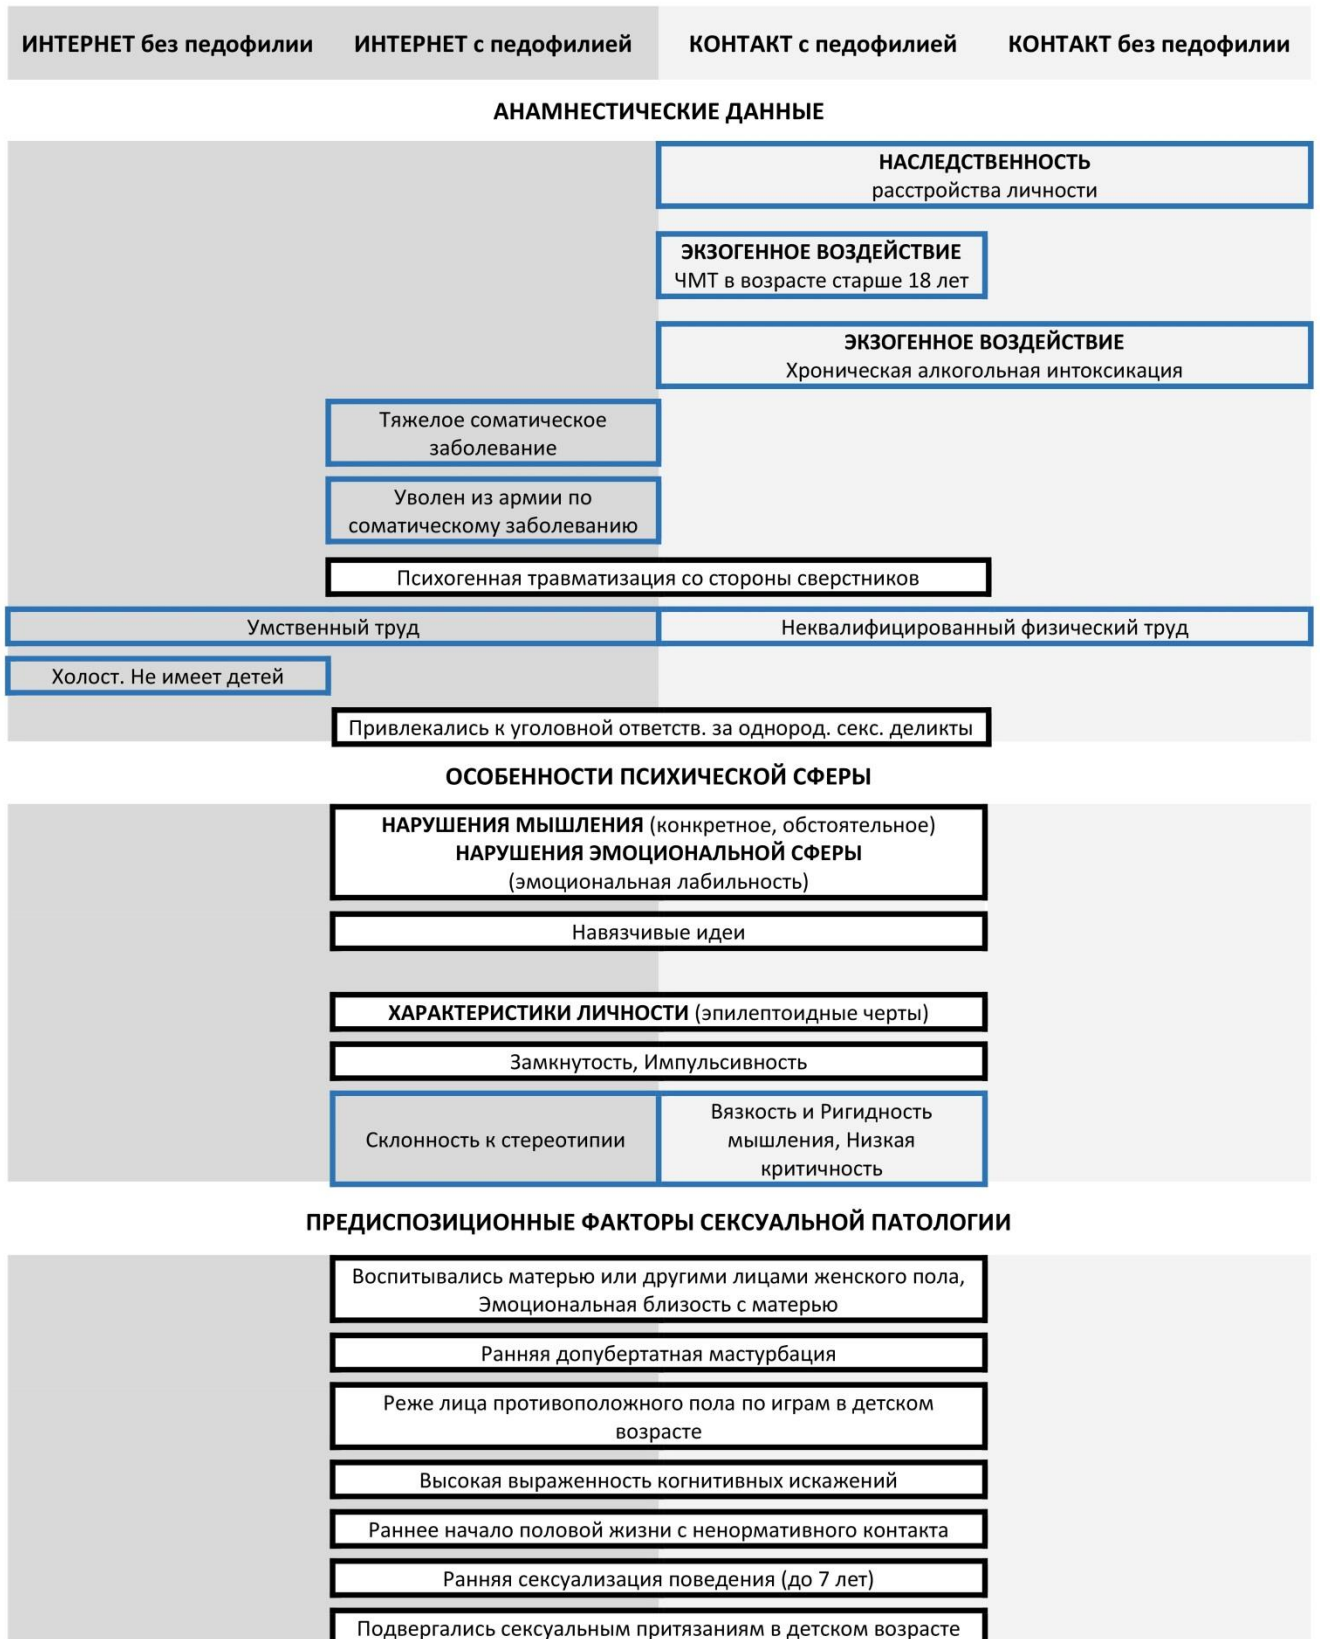 ИНТЕРНЕТ без педофилии ИНТЕРНЕТ с педофилией КОНТАКТ с педофилией КОНТАКТ без педофилии
АНАМНЕСТИЧЕСКИЕ ДАННЫЕ
НАСЛЕДСТВЕННОСТЬ
расстройства личности
ЭКЗОГЕННОЕ ВОЗДЕЙСТВИЕ
ЧМТ в возрасте старше 18 лет
ЭКЗОГЕННОЕ ВОЗДЕЙСТВИЕ
Хроническая алкогольная интоксикация
Тяжелое соматическое
заболевание
Уволен из армии по
соматическому заболеванию
Психогенная травматизация со стороны сверстников
Умственный труд Неквалифицированный физический труд
Холост. Не имеет детей
Привлекались к уголовной ответств. за однород. секс. деликты
ОСОБЕННОСТИ ПСИХИЧЕСКОЙ СФЕРЫ
НАРУШЕНИЯ МЫШЛЕНИЯ (конкретное, обстоятельное)
НАРУШЕНИЯ ЭМОЦИОНАЛЬНОЙ СФЕРЫ
(эмоциональная лабильность)
Навязчивые идеи
ХАРАКТЕРИСТИКИ ЛИЧНОСТИ (эпилептоидные черты)
Замкнутость, Импульсивность
Склонность к стереотипии
Вязкость и Ригидность
мышления, Низкая
критичность
ПРЕДИСПОЗИЦИОННЫЕ ФАКТОРЫ СЕКСУАЛЬНОЙ ПАТОЛОГИИ
Воспитывались матерью или другими лицами женского пола,
Эмоциональная близость с матерью
Ранняя допубертатная мастурбация
Реже лица противоположного пола по играм в детском
возрасте
Высокая выраженность когнитивных искажений
Раннее начало половой жизни с ненормативного контакта
Ранняя сексуализация поведения (до 7 лет)
Подвергались сексуальным притязаниям в детском возрасте